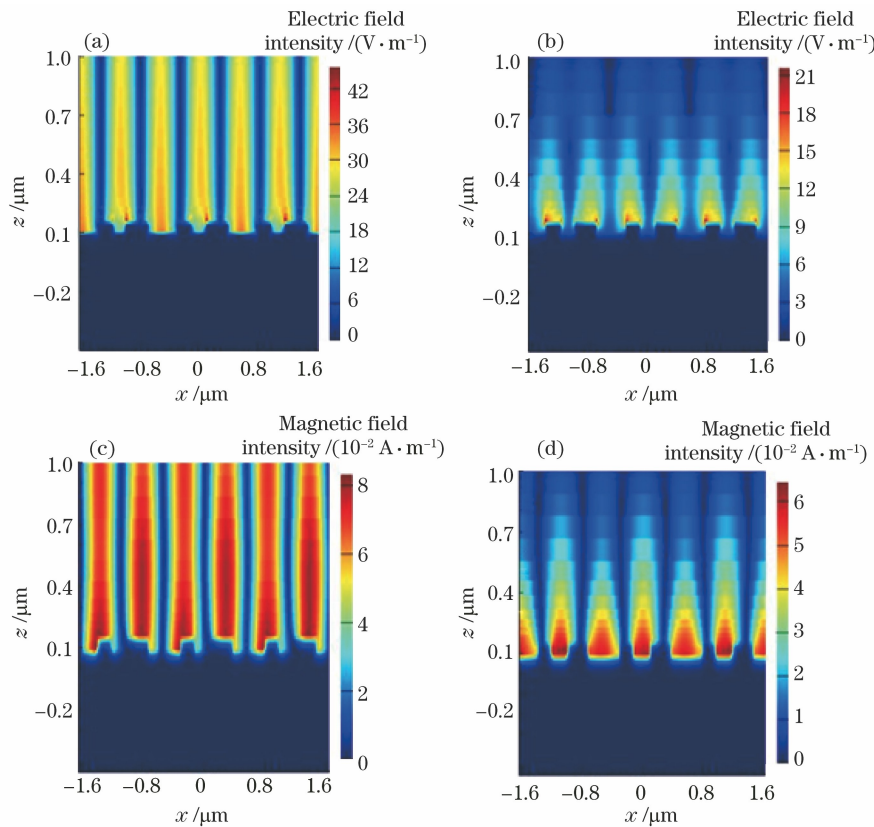 (a)
Electric field
intensity /(V · m⁻¹)
1.0
0.7
0.4
0.1
−0.2
z /μm
−1.6 −0.8 0 0.8 1.6
x /μm
42
36
30
24
18
12
6
0
(b)
Electric field
intensity /(V · m⁻¹)
1.0
0.7
0.4
0.1
−0.2
z /μm
−1.6 −0.8 0 0.8 1.6
x /μm
21
18
15
12
9
6
3
0
(c)
Magnetic field
intensity /(10⁻² A · m⁻¹)
1.0
0.7
0.4
0.1
−0.2
z /μm
−1.6 −0.8 0 0.8 1.6
x /μm
8
6
4
2
0
(d)
Magnetic field
intensity /(10⁻² A · m⁻¹)
1.0
0.7
0.4
0.1
−0.2
z /μm
−1.6 −0.8 0 0.8 1.6
x /μm
6
5
4
3
2
1
0